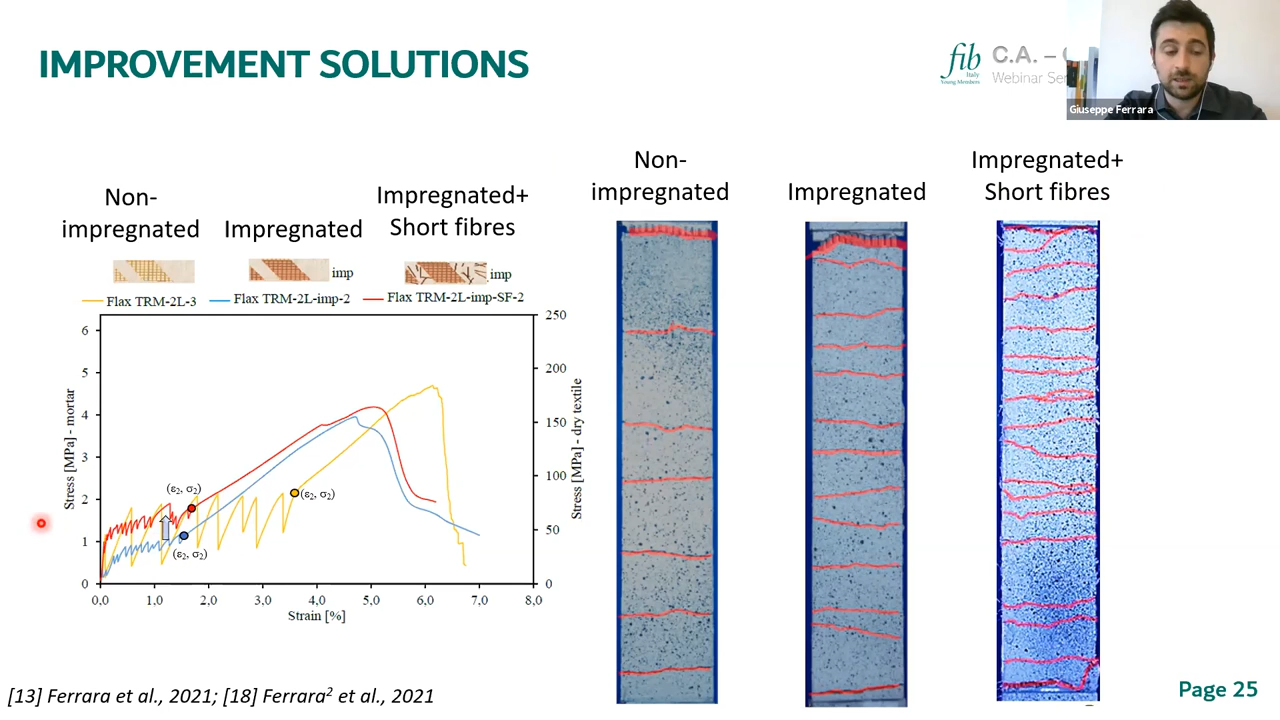 IMPROVEMENT SOLUTIONS
fib
Italy
Young Members
C.A. –
Webinar
Giuseppe Ferrara
Non-
impregnated
Impregnated
Impregnated+
Short fibres
imp
imp
Flax TRM-2L-3
Flax TRM-2L-imp-2
Flax TRM-2L-imp-SF-2
Stress [MPa] - mortar
6
5
4
3
2
1
0
250
200
150
100
50
0
Stress [MPa] - dry textile
(ε2, σ2)
(ε2, σ2)
(ε2, σ2)
0,0
1,0
2,0
3,0
4,0
5,0
6,0
7,0
8,0
Strain [%]
Non-
impregnated
Impregnated
Impregnated+
Short fibres
[13] Ferrara et al., 2021; [18] Ferrara² et al., 2021
Page 25